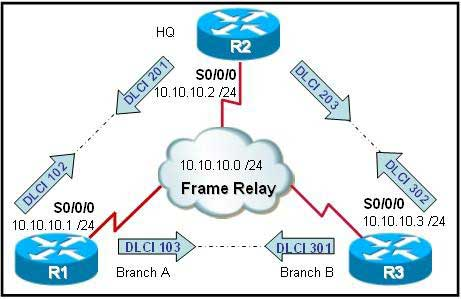 HQ
R2
S0/0/0
10.10.10.2 /24
DLCI 201
DLCI 203
DLCI 102
DLCI 302
10.10.10.0 /24
Frame Relay
S0/0/0
10.10.10.1 /24
S0/0/0
10.10.10.3 /24
R1
DLCI 103
DLCI 301
R3
Branch A
Branch B